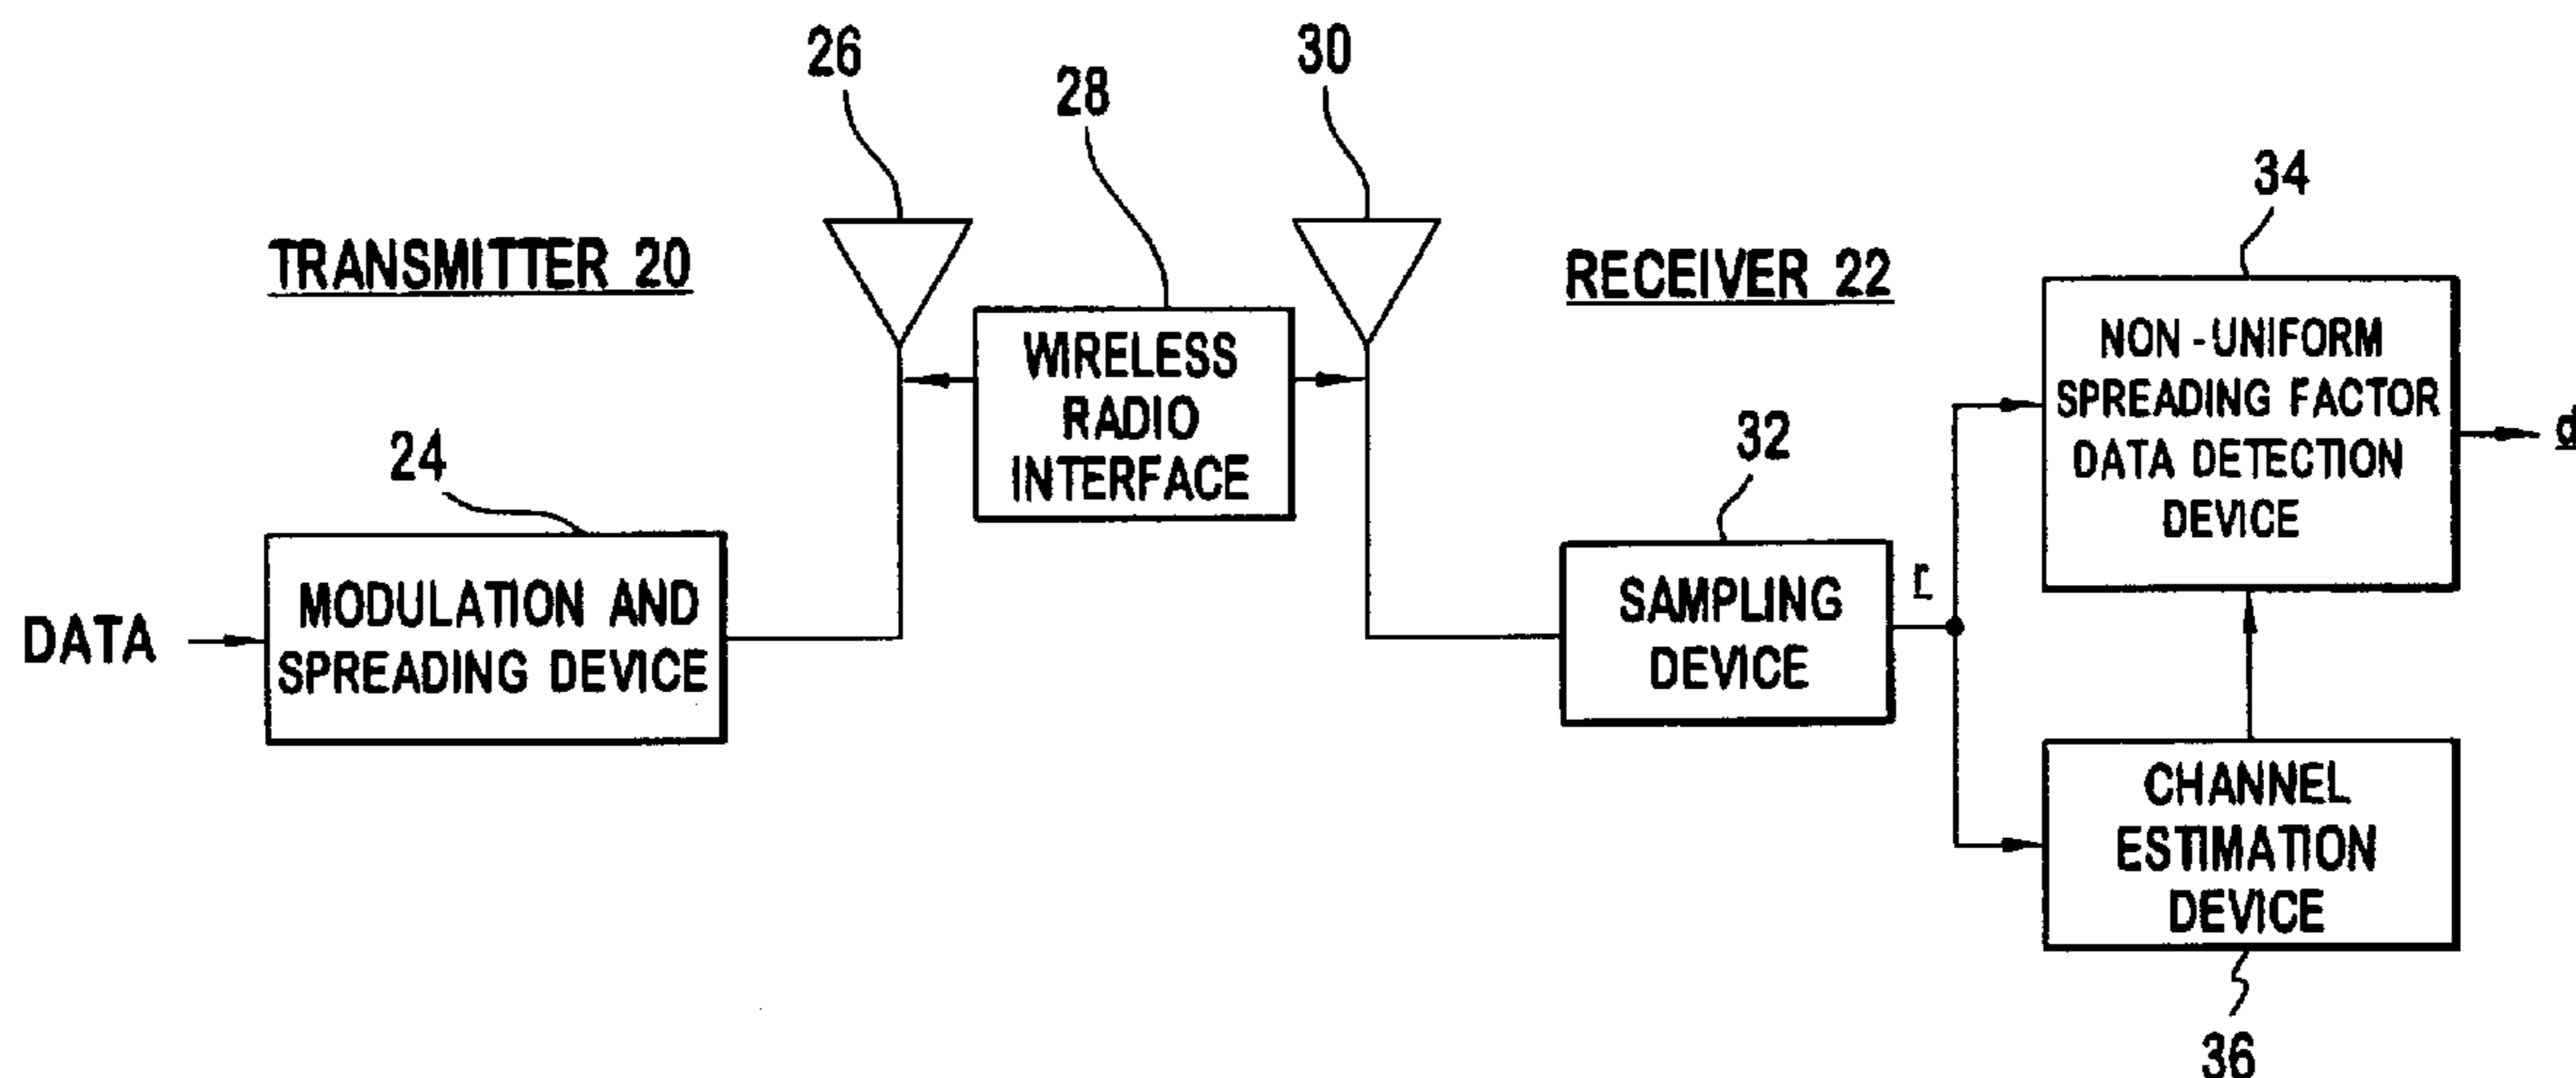 26
28
30
34
TRANSMITTER 20
RECEIVER 22
WIRELESS
RADIO
INTERFACE
NON-UNIFORM
SPREADING FACTOR
DATA DETECTION
DEVICE
d
24
32
DATA
MODULATION AND
SPREADING DEVICE
SAMPLING
DEVICE
r
CHANNEL
ESTIMATION
DEVICE
36